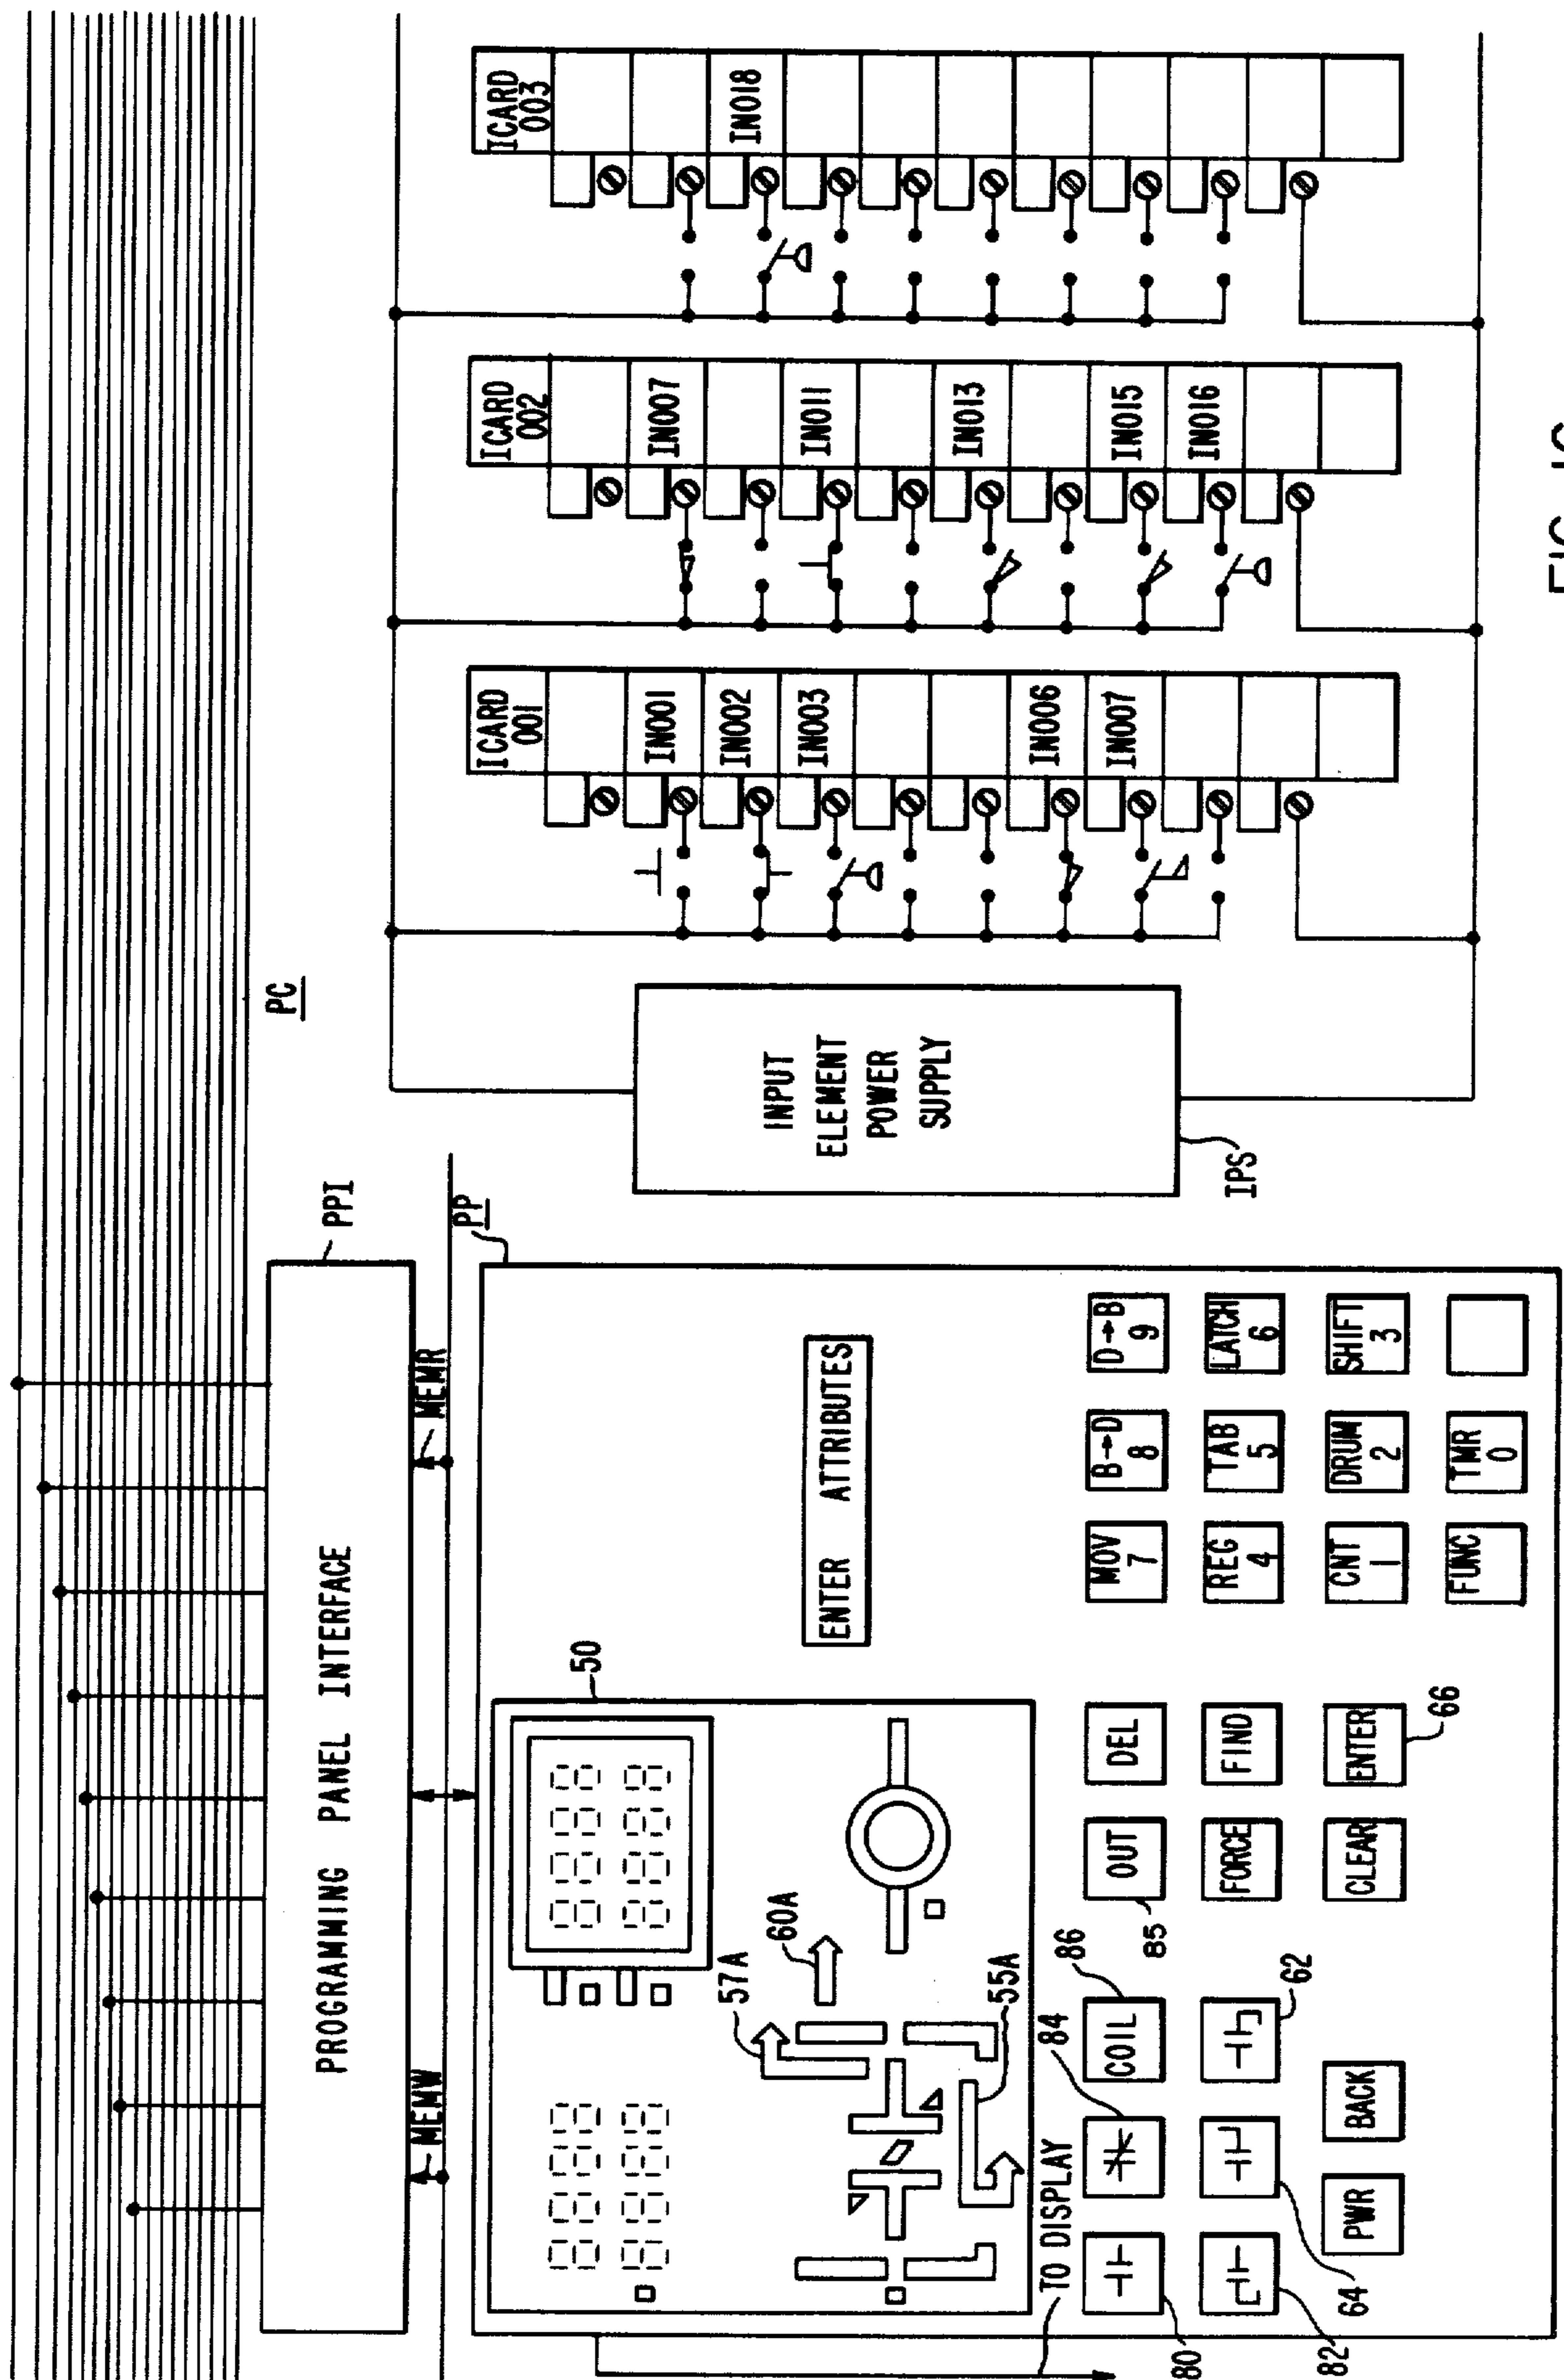 PC
PROGRAMMING PANEL INTERFACE
PPI
MEMW
MEMR
PP
50
ENTER ATTRIBUTES
57A
60A
55A
TO DISPLAY
84
86
85
COIL
OUT
DEL
MOV
7
B→D
8
D→B
9
80
FORCE
FIND
REG
4
TAB
5
LATCH
6
82
64
62
PWR
BACK
CLEAR
ENTER
66
CNT
1
DRUM
2
SHIFT
3
FUNC
TMR
0
INPUT
ELEMENT
POWER
SUPPLY
IPS
ICARD
001
IN001
IN002
IN003
IN006
IN007
ICARD
002
IN007
IN011
IN013
IN015
IN016
ICARD
003
IN018